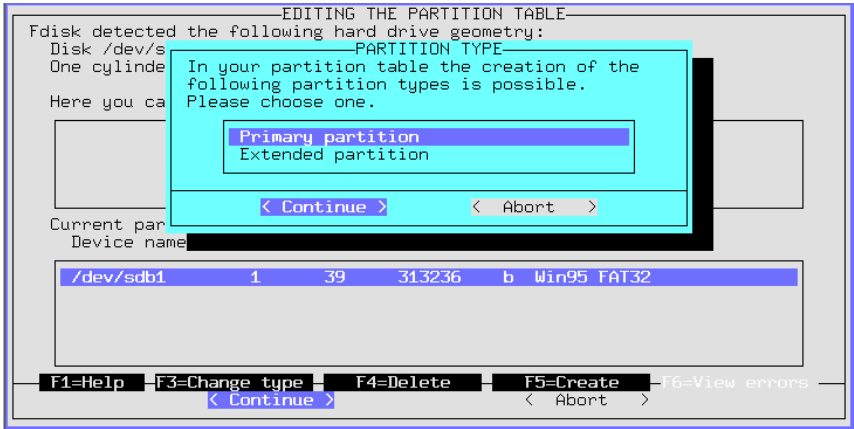 EDITING THE PARTITION TABLE
Fdisk detected the following hard drive geometry:
Disk /dev/s
One cylinde
Here you ca
PARTITION TYPE
In your partition table the creation of the
following partition types is possible.
Please choose one.
Primary partition
Extended partition
< Continue > < Abort >
Current par
Device name
/dev/sdb1 1 39 313236 b Win95 FAT32
F1=Help F3=Change type F4=Delete F5=Create F6=View errors
< Continue > < Abort >